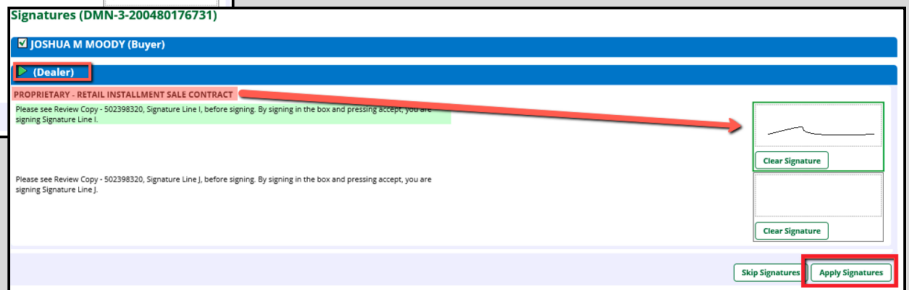 Signatures (DMN-3-200480176731)
JOSHUA M MOODY (Buyer)
(Dealer)
PROPRIETARY - RETAIL INSTALLMENT SALE CONTRACT
Please see Review Copy - 502398320, Signature Line I, before signing. By signing in the box and pressing accept, you are
signing Signature Line I.
Clear Signature
Please see Review Copy - 502398320, Signature Line J, before signing. By signing in the box and pressing accept, you are
signing Signature Line J.
Clear Signature
Skip Signatures
Apply Signatures